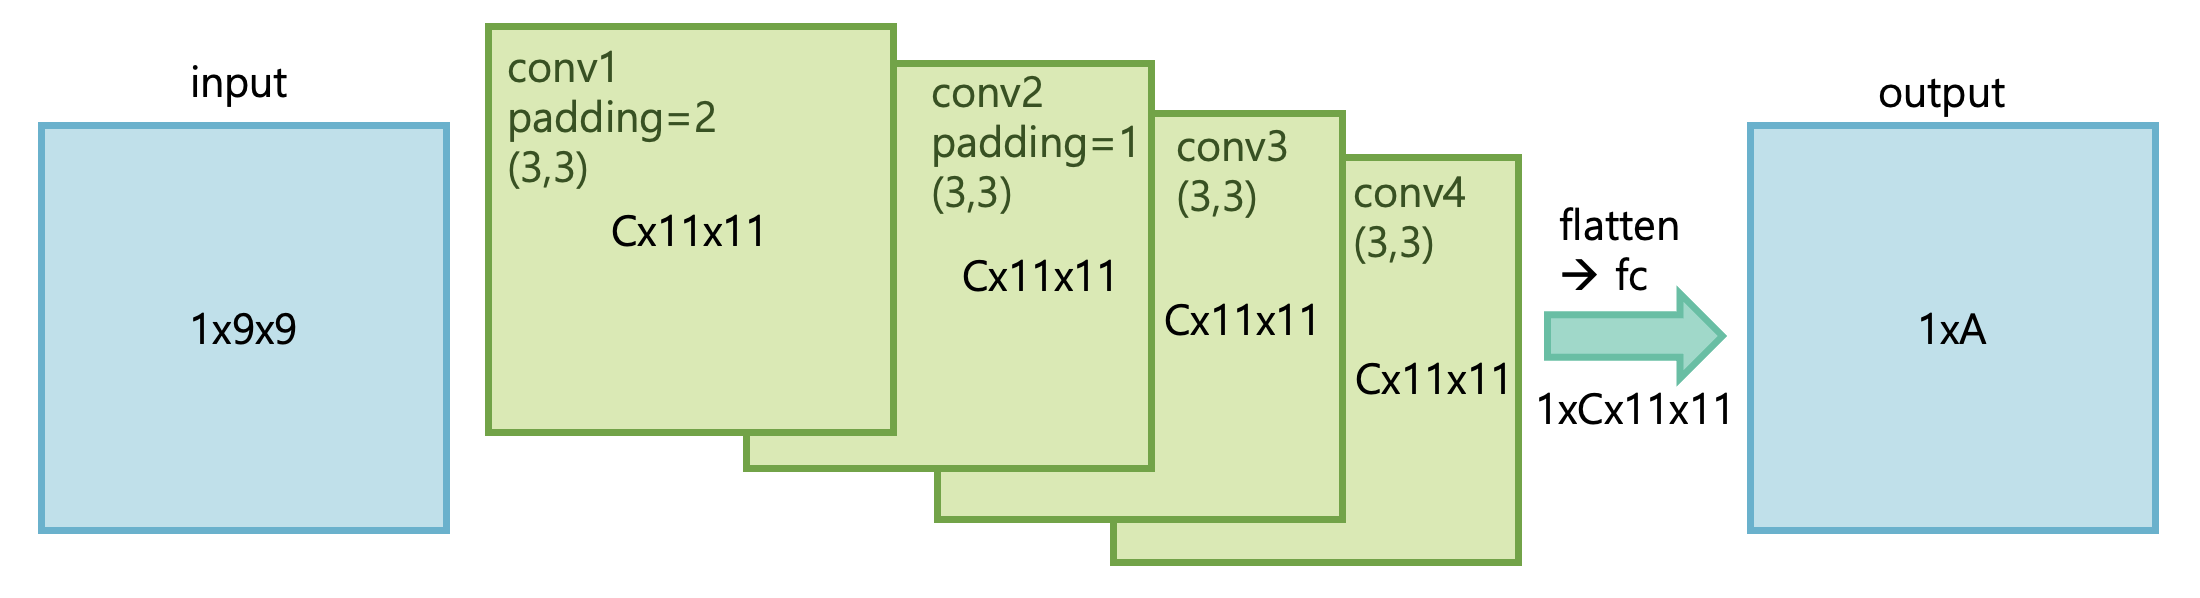 input
1x9x9
conv1
padding=2
(3,3)
Cx11x11
conv2
padding=1
(3,3)
Cx11x11
conv3
(3,3)
Cx11x11
conv4
(3,3)
Cx11x11
flatten
→ fc
1xCx11x11
output
1xA